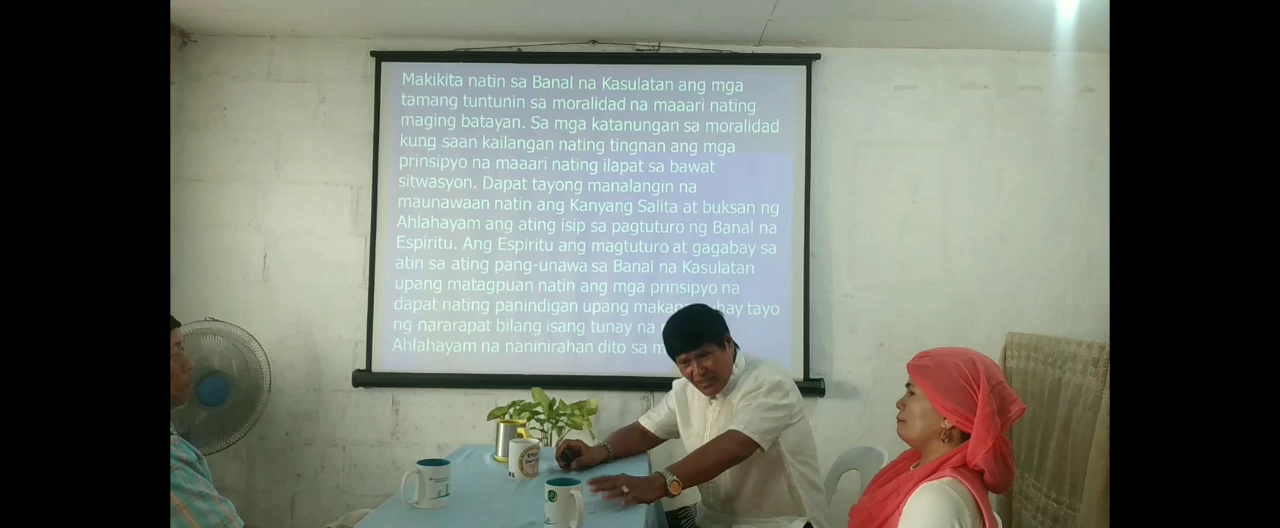 Makikita natin sa Banal na Kasulatan ang mga
tamang tuntunin sa moralidad na maaari nating
maging batayan. Sa mga katanungan sa moralidad
kung saan kailangan nating tingnan ang mga
prinsipyo na maaari nating ilapat sa bawat
sitwasyon. Dapat tayong manalangin na
maunawaan natin ang Kanyang Salita at buksan ng
Ahlahayam ang ating isip sa pagtuturo ng Banal na
Espiritu. Ang Espiritu ang magtuturo at gagabay sa
atin sa ating pang-unawa sa Banal na Kasulatan
upang matagpuan natin ang mga prinsipyo na
dapat nating panindigan upang tayo
ng nararapat bilang isang tunay na
Ahlahayam na naninirahan dito sa